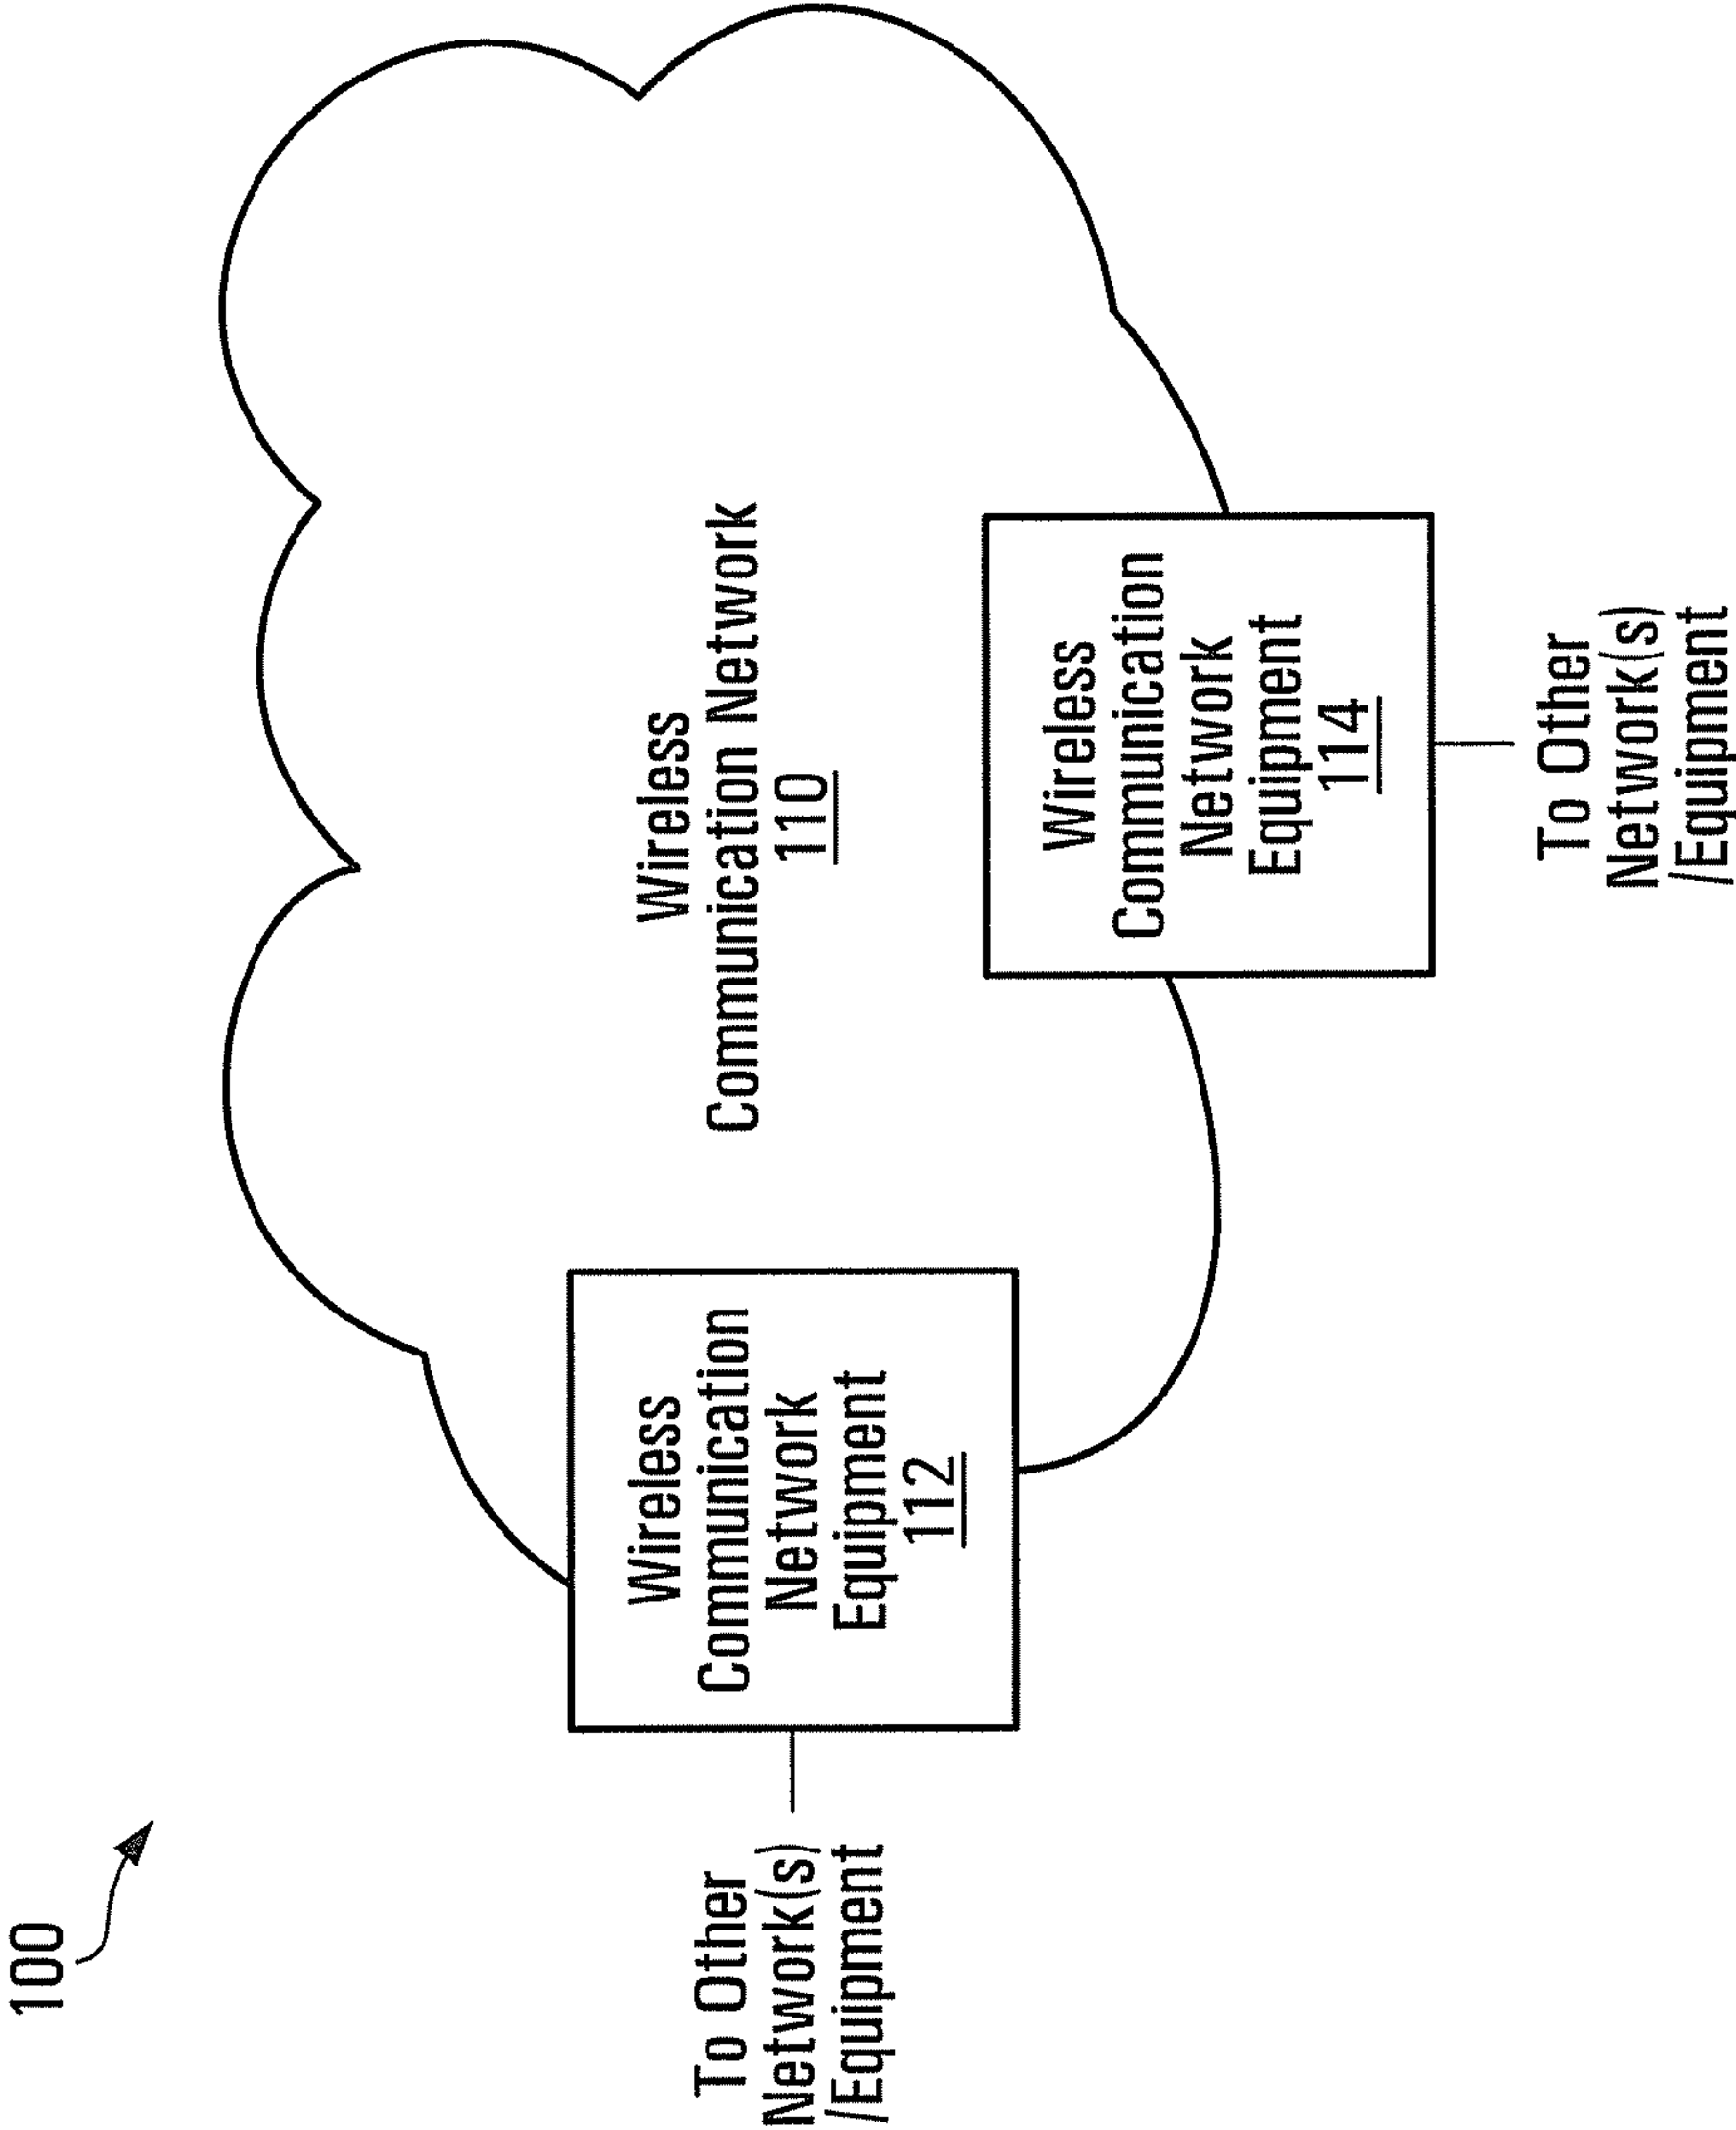 100
Wireless
Communication Network
110
Wireless
Communication
Network
Equipment
112
Wireless
Communication
Network
Equipment
114
To Other
Network(s)
/Equipment
To Other
Network(s)
/Equipment